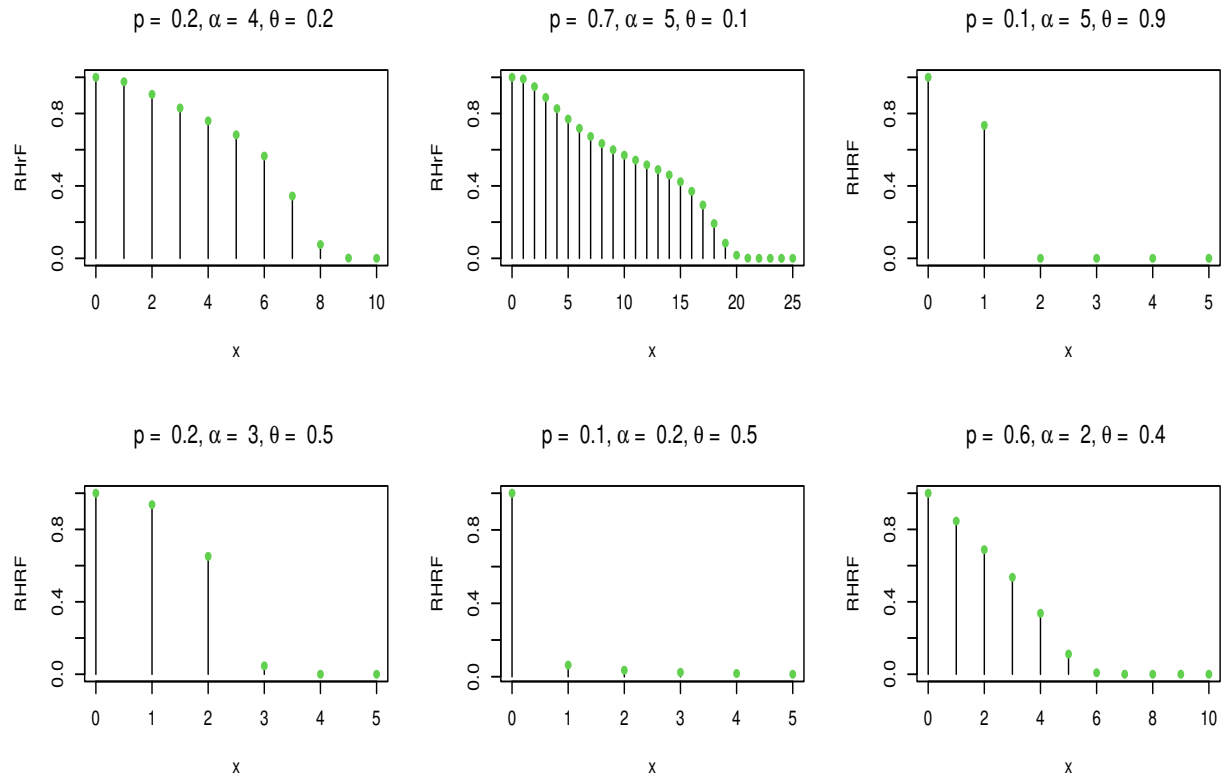 p = 0.2, α = 4, θ = 0.2
RHrF
0.0 0.4 0.8
0 2 4 6 8 10
x
p = 0.7, α = 5, θ = 0.1
RHrF
0.0 0.4 0.8
0 5 10 15 20 25
x
p = 0.1, α = 5, θ = 0.9
RHRF
0.0 0.4 0.8
0 1 2 3 4 5
x
p = 0.2, α = 3, θ = 0.5
RHRF
0.0 0.4 0.8
0 1 2 3 4 5
x
p = 0.1, α = 0.2, θ = 0.5
RHRF
0.0 0.4 0.8
0 1 2 3 4 5
x
p = 0.6, α = 2, θ = 0.4
RHRF
0.0 0.4 0.8
0 2 4 6 8 10
x